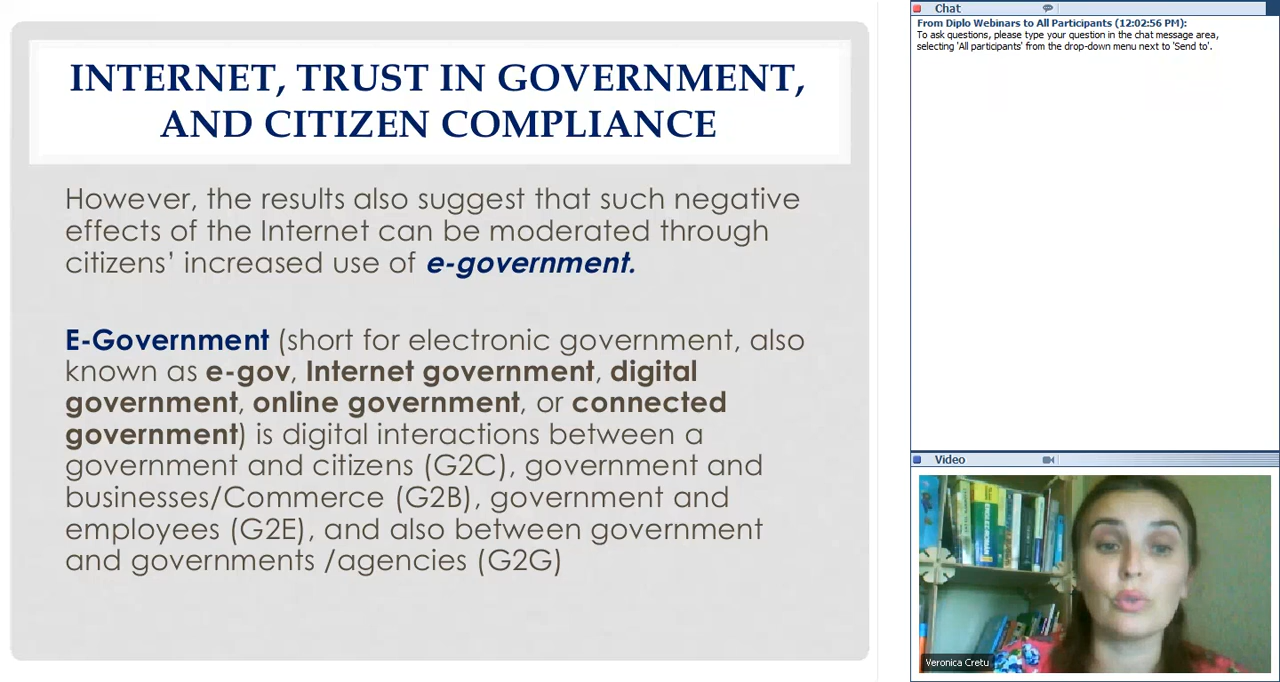 INTERNET, TRUST IN GOVERNMENT,
AND CITIZEN COMPLIANCE
However, the results also suggest that such negative
effects of the Internet can be moderated through
citizens’ increased use of e-government.
E-Government (short for electronic government, also
known as e-gov, Internet government, digital
government, online government, or connected
government) is digital interactions between a
government and citizens (G2C), government and
businesses/Commerce (G2B), government and
employees (G2E), and also between government
and governments /agencies (G2G)
Chat
From Diplo Webinars to All Participants (12:02:56 PM):
To ask questions, please type your question in the chat message area,
selecting 'All participants' from the drop-down menu next to 'Send to'.
Video
Veronica Cretu